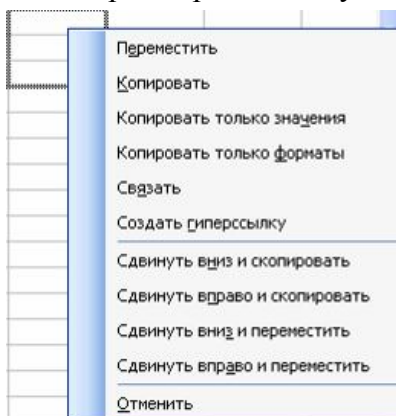 Переместить
Копировать
Копировать только значения
Копировать только форматы
Связать
Создать гиперссылку
Сдвинуть вниз и скопировать
Сдвинуть вправо и скопировать
Сдвинуть вниз и переместить
Сдвинуть вправо и переместить
Отменить